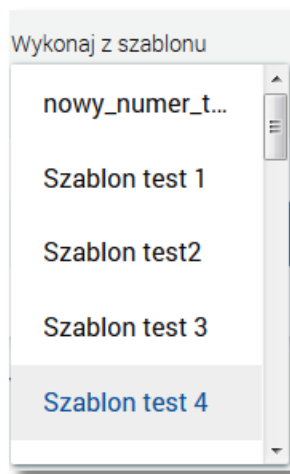 Wykonaj z szablonu
nowy_numer_t...
Szablon test 1
Szablon test2
Szablon test 3
Szablon test 4